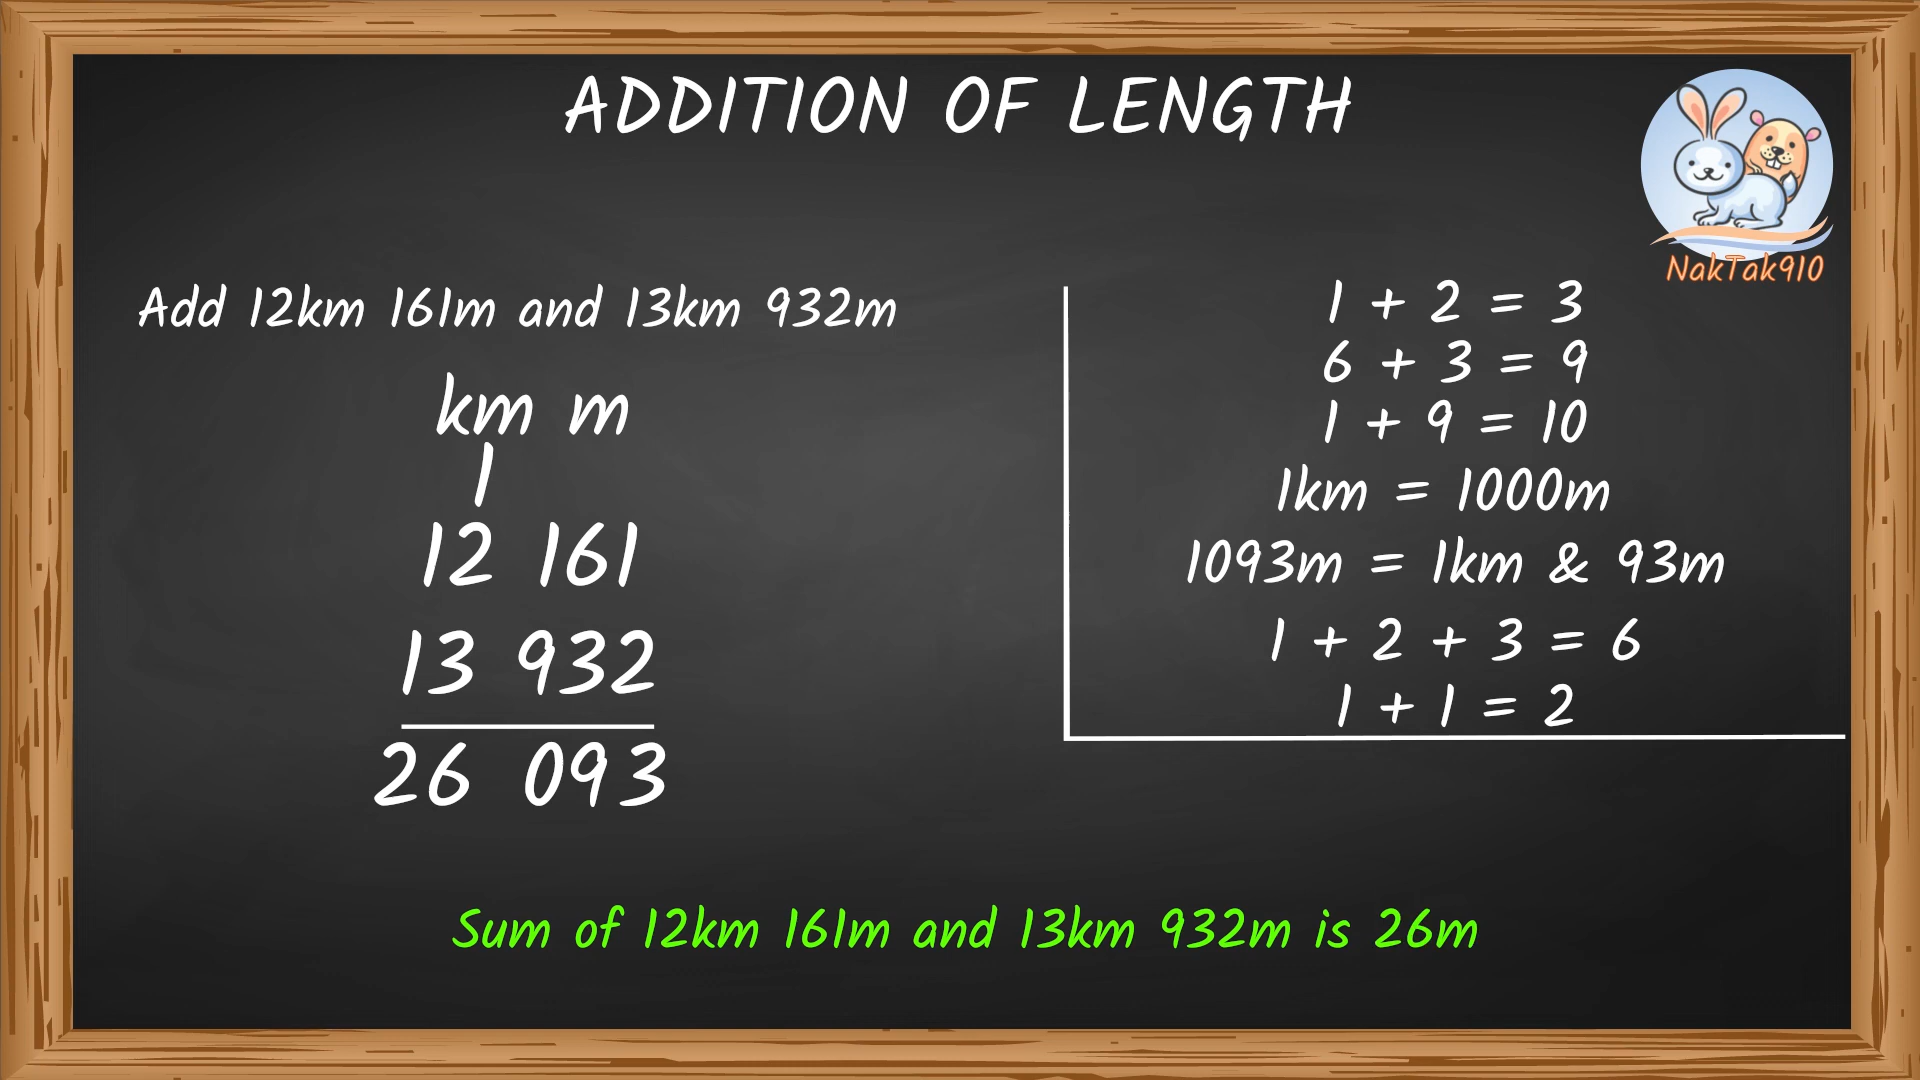 ADDITION OF LENGTH
NakTak910
Add 12km 161m and 13km 932m
km m
1
12 161
13 932
26 093
1 + 2 = 3
6 + 3 = 9
1 + 9 = 10
1km = 1000m
1093m = 1km & 93m
1 + 2 + 3 = 6
1 + 1 = 2
Sum of 12km 161m and 13km 932m is 26m